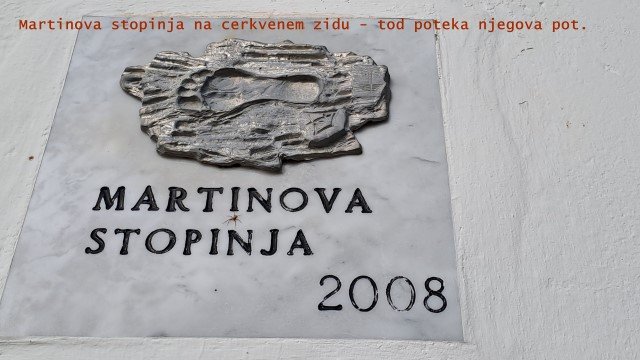 Martinova stopinja na cerkvenem zidu - tod poteka njegova pot.
MARTINOVA
STOPINJA
2008